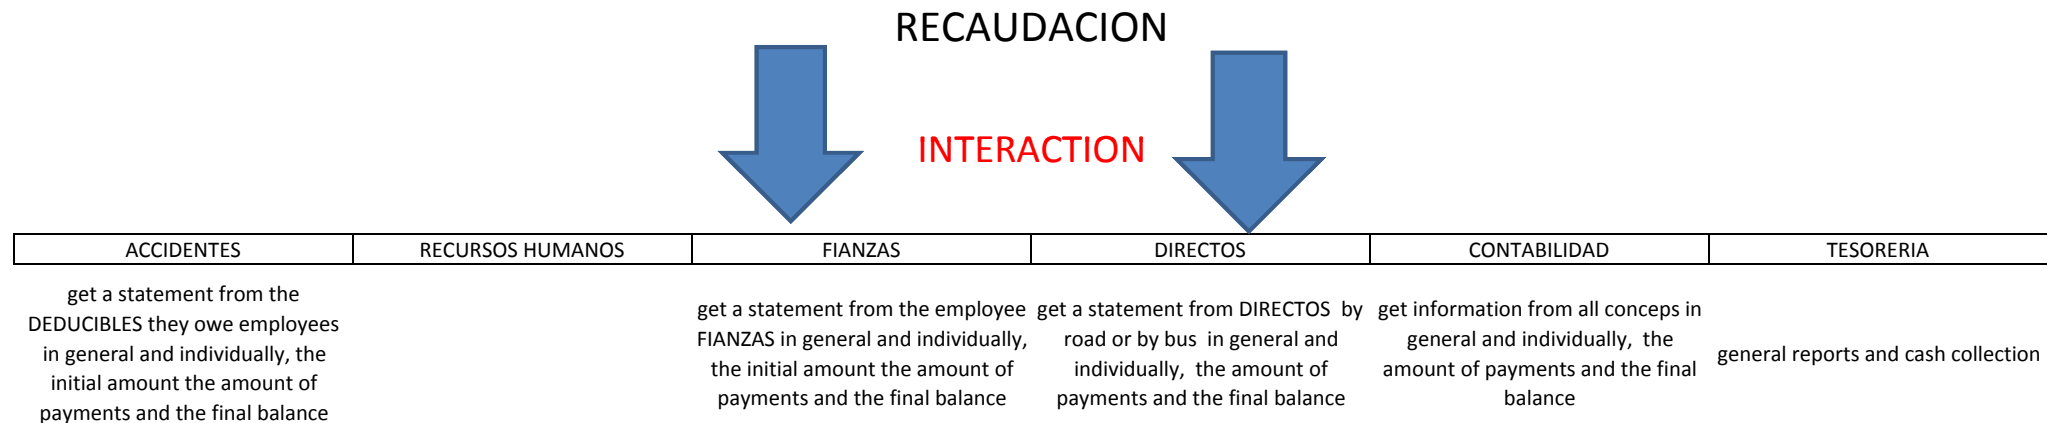 RECAUDACION
INTERACTION
ACCIDENTES
RECURSOS HUMANOS
FIANZAS
DIRECTOS
CONTABILIDAD
TESORERIA
get a statement from the
DEDUCIBLES they owe employees
in general and individually, the
initial amount the amount of
payments and the final balance
get a statement from the employee
FIANZAS in general and individually,
the initial amount the amount of
payments and the final balance
get a statement from DIRECTOS by
road or by bus in general and
individually, the amount of
payments and the final balance
get information from all conceps in
general and individually, the
amount of payments and the final
balance
general reports and cash collection